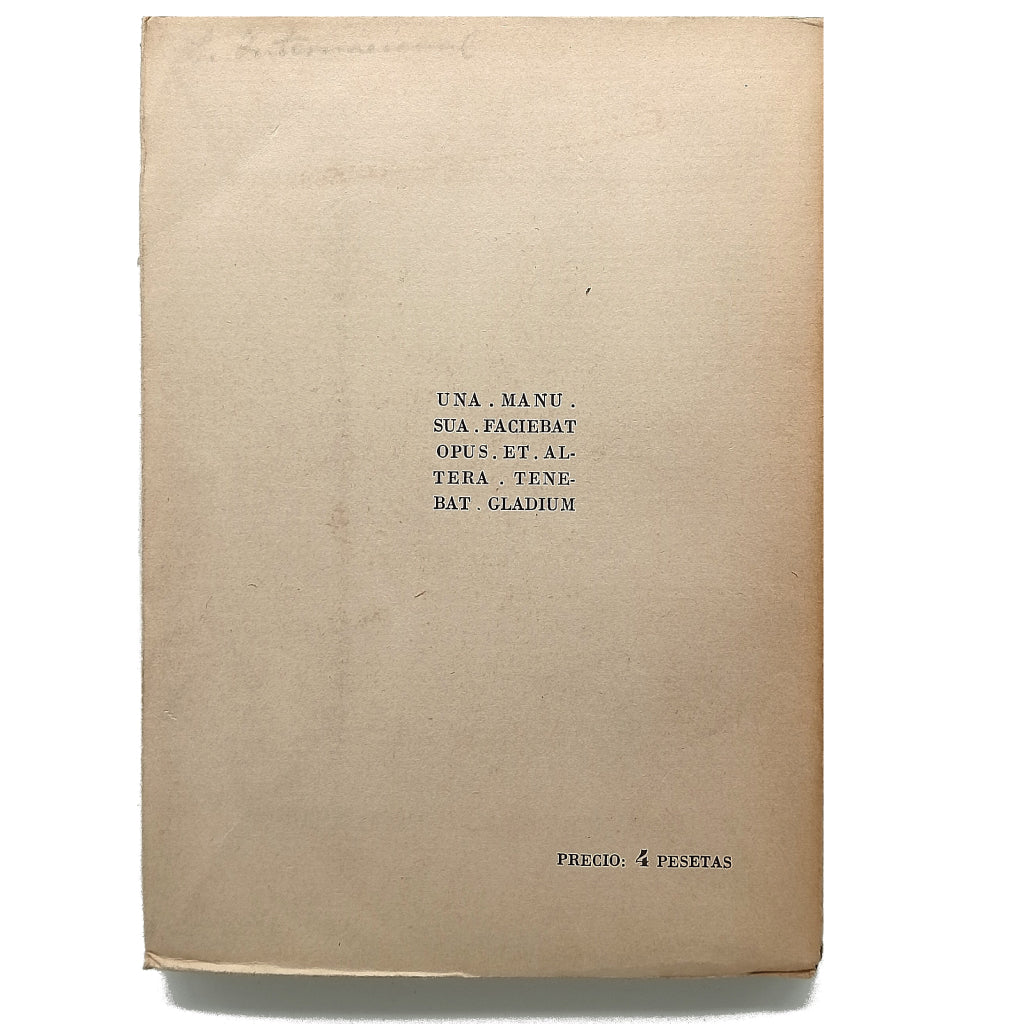 UNA . MANU .
SUA . FACIEBAT
OPUS . ET . AL-
TERA . TENE-
BAT . GLADIUM
PRECIO: 4 PESETAS